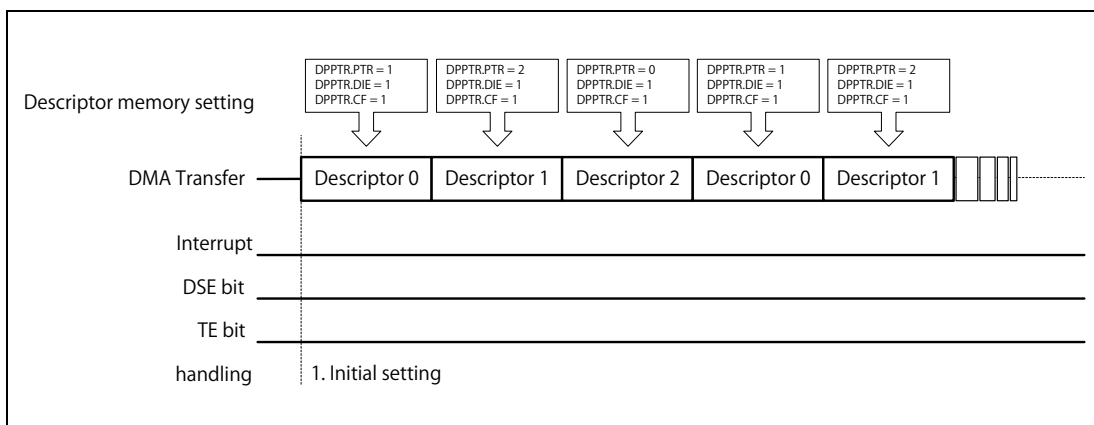 DPPTR.PTR = 1
DPPTR.DIE = 1
DPPTR.CF = 1
DPPTR.PTR = 2
DPPTR.DIE = 1
DPPTR.CF = 1
DPPTR.PTR = 0
DPPTR.DIE = 1
DPPTR.CF = 1
DPPTR.PTR = 1
DPPTR.DIE = 1
DPPTR.CF = 1
DPPTR.PTR = 2
DPPTR.DIE = 1
DPPTR.CF = 1
Descriptor memory setting
DMA Transfer
Descriptor 0
Descriptor 1
Descriptor 2
Descriptor 0
Descriptor 1
Interrupt
DSE bit
TE bit
handling
1. Initial setting